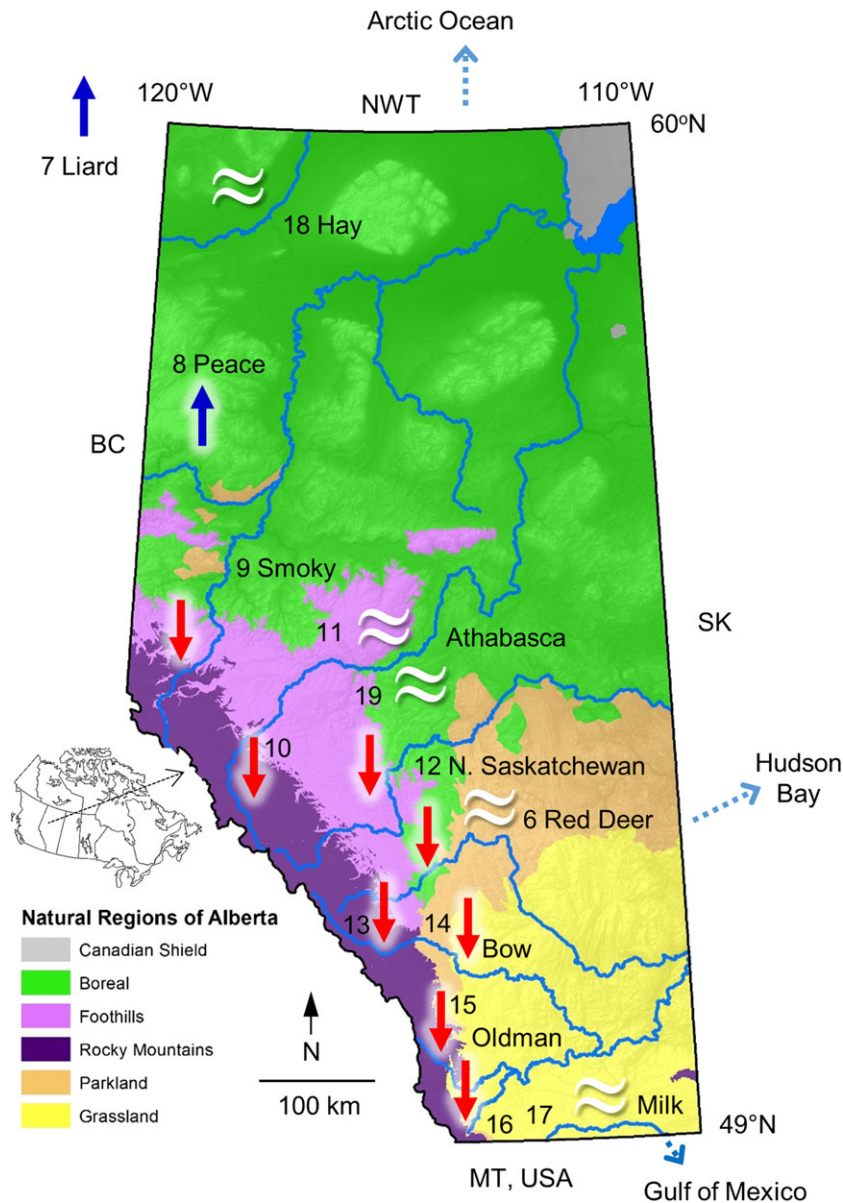 Arctic Ocean
120°W
NWT
110°W
60°N
7 Liard
18 Hay
8 Peace
BC
9 Smoky
11
Athabasca
SK
19
10
12 N. Saskatchewan
Hudson
Bay
6 Red Deer
Natural Regions of Alberta
Canadian Shield
Boreal
Foothills
Rocky Mountains
Parkland
Grassland
13
14
Bow
15
Oldman
N
100 km
16
17
Milk
49°N
MT, USA
Gulf of Mexico